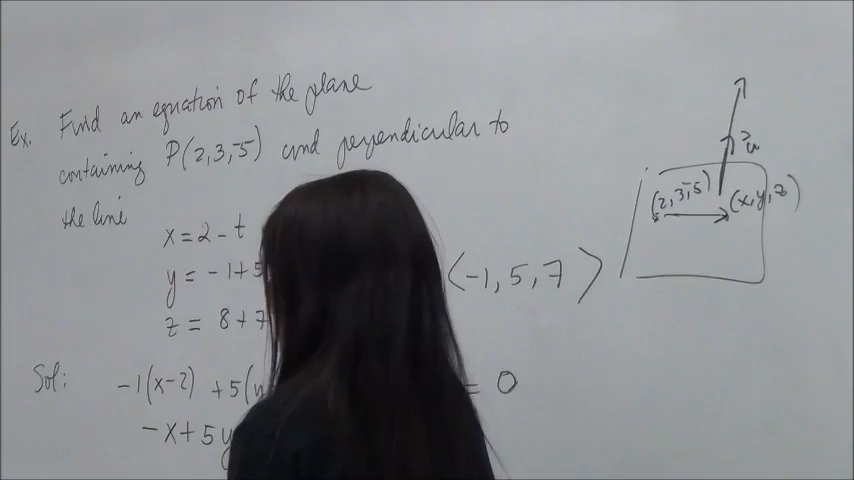 Ex. Find an equation of the plane
containing P(2,3,-5) and perpendicular to
the line
x = 2 - t
y = -1+5
z = 8+7
<-1, 5, 7>
Sol: -1(x-2) +5( = 0
-x+5y
u
(2,3,-5) (x,y,z)